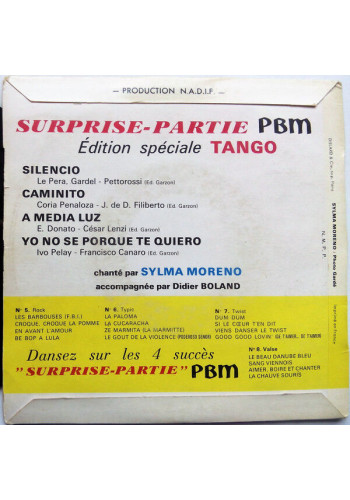 — PRODUCTION N.A.D.I.F. —
SURPRISE-PARTIE PBM
Édition spéciale TANGO
SILENCIO
Le Pera, Gardel - Pettorossi (Ed. Garzon)
CAMINITO
Coria Penaloza - J. de D. Filiberto (Ed. Garzon)
A MEDIA LUZ
E. Donato - César Lenzi (Ed. Garzon)
YO NO SE PORQUE TE QUIERO
Ivo Pelay - Francisco Canaro (Ed. Garzon)
chanté par SYLMA MORENO
accompagnée par Didier BOLAND
N° 5. Rock
LES BARBOUSES (F.B.I.)
CROQUE, CROQUE LA POMME
EN AVANT L'AMOUR
BE BOP A LULA
N° 6. Typic
LA PALOMA
LA CUCARACHA
ZE MARMITA (LA MARMITTE)
LE GOUT DE LA VIOLENCE
N° 7. Twist
DUM DUM
SI LE CŒUR T'EN DIT
VIENS DANSER LE TWIST
GOOD GOOD LOVIN'
N° 8. Valse
LE BEAU DANUBE BLEU
SANG VIENNOIS
AIMER, BOIRE ET CHANTER
LA CHAUVE SOURIS
Dansez sur les 4 succès
"SURPRISE-PARTIE" PBM
SYLMA MORENO - Photo Gardé
N. M. P. P.
Imprimé en France